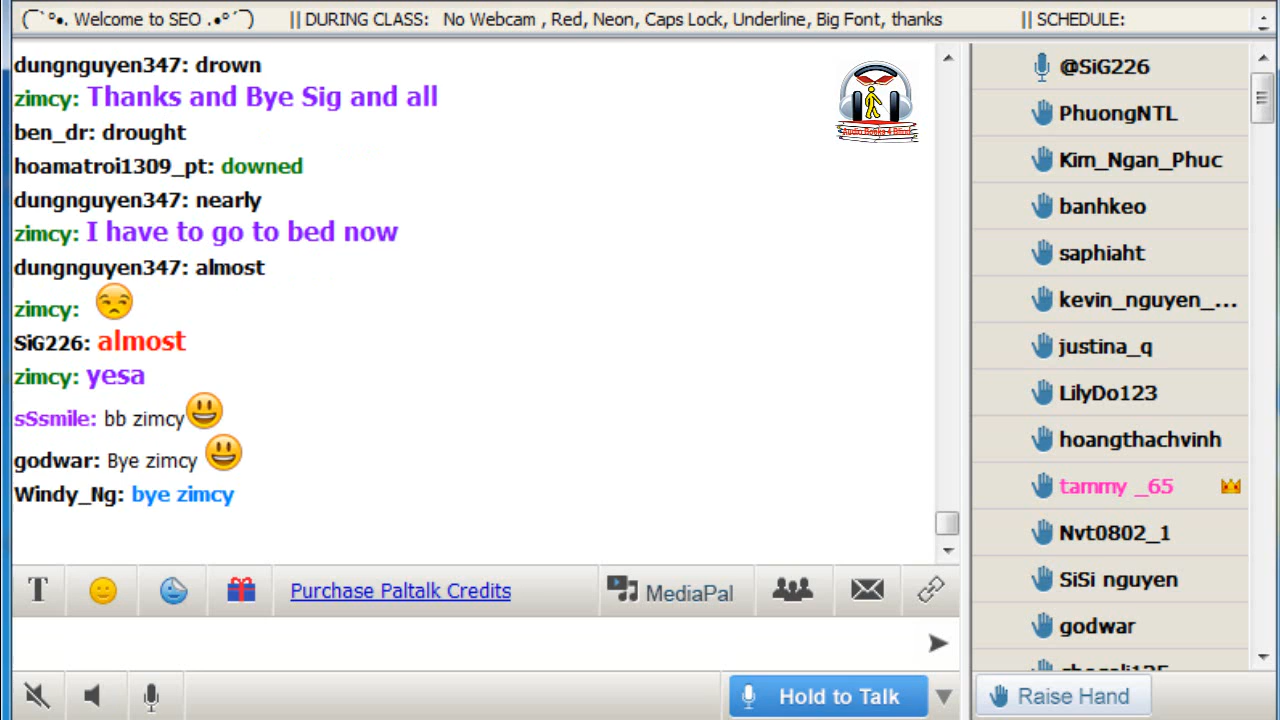 (¯`°•. Welcome to SEO .●°´¯) || DURING CLASS: No Webcam , Red, Neon, Caps Lock, Underline, Big Font, thanks || SCHEDULE:
dungnguyen347: drown
zimcy: Thanks and Bye Sig and all
ben_dr: drought
hoamatroi1309_pt: downed
dungnguyen347: nearly
zimcy: I have to go to bed now
dungnguyen347: almost
zimcy:
SiG226: almost
zimcy: yesa
sSsmile: bb zimcy
godwar: Bye zimcy
Windy_Ng: bye zimcy
T
Purchase Paltalk Credits
MediaPal
Hold to Talk
@SiG226
PhuongNTL
Kim_Ngan_Phuc
banhkeo
saphiaht
kevin_nguyen_...
justina_q
LilyDo123
hoangthachvinh
tammy _65
Nvt0802_1
SiSi nguyen
godwar
Raise Hand